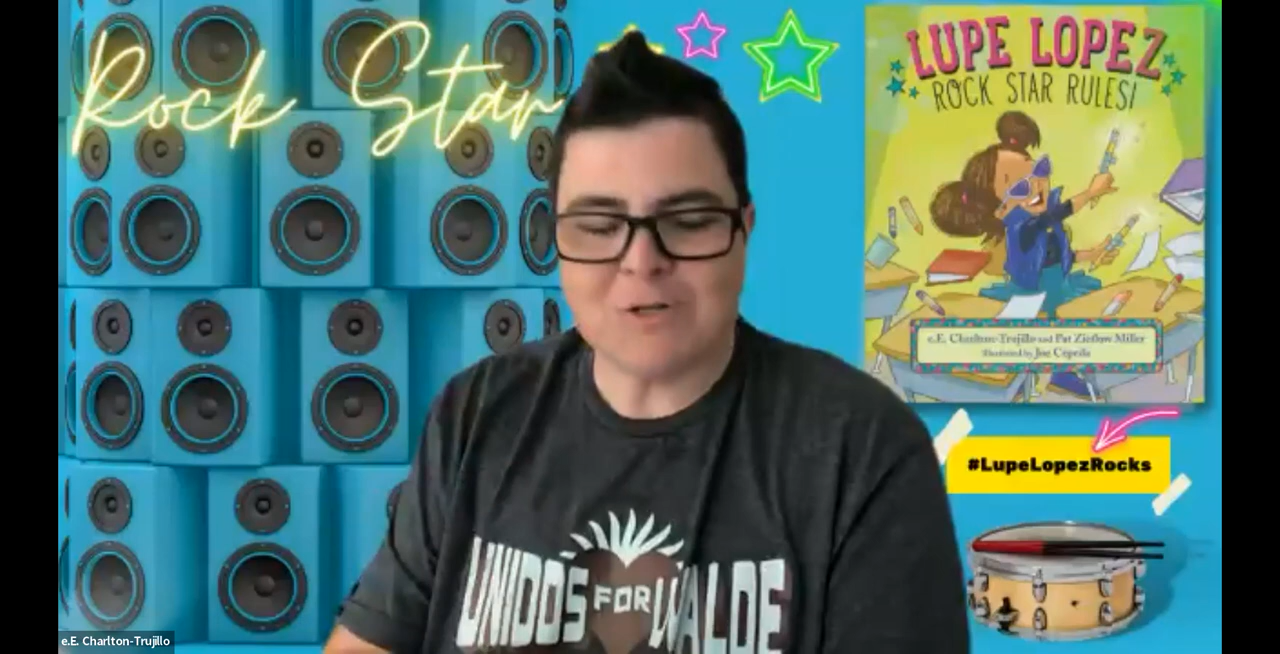 Rock Star
LUPE LOPEZ
ROCK STAR RULES!
e.E. Charlton-Trujillo and Pat Zietlow Miller
Illustrated by Joe Cepeda
#LupeLopezRocks
UNIDOS FOR UVALDE
e.E. Charlton-Trujillo